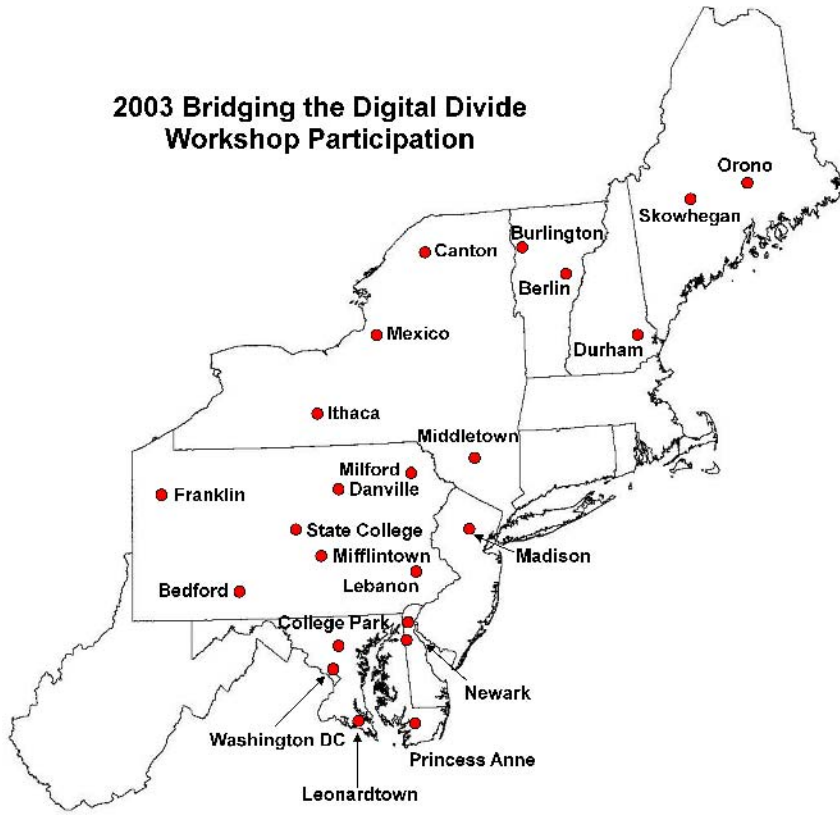 2003 Bridging the Digital Divide
Workshop Participation
Orono
Skowhegan
Burlington
Canton
Berlin
Mexico
Durham
Ithaca
Middletown
Milford
Franklin
Danville
State College
Mifflintown
Madison
Lebanon
Bedford
College Park
Newark
Washington DC
Princess Anne
Leonardtown